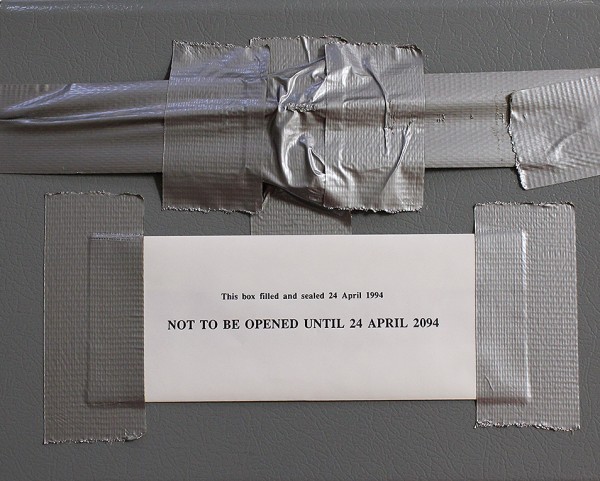 This box filled and sealed 24 April 1994
NOT TO BE OPENED UNTIL 24 APRIL 2094